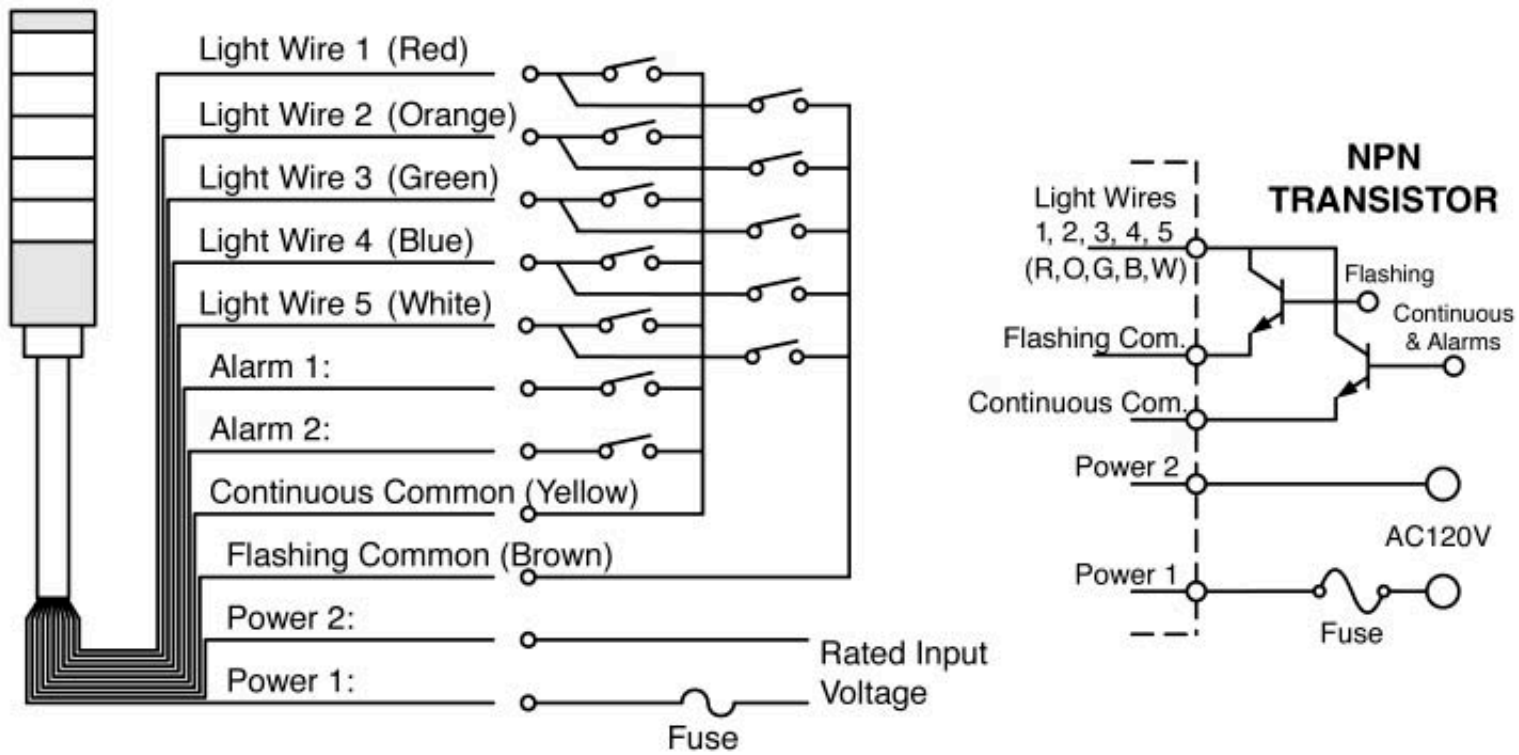 Light Wire 1 (Red)
Light Wire 2 (Orange)
Light Wire 3 (Green)
Light Wire 4 (Blue)
Light Wire 5 (White)
Alarm 1:
Alarm 2:
Continuous Common (Yellow)
Flashing Common (Brown)
Power 2:
Power 1:
Rated Input
Voltage
Fuse
NPN
TRANSISTOR
Light Wires
1, 2, 3, 4, 5
(R,O,G,B,W)
Flashing
Continuous
& Alarms
Flashing Com.
Continuous Com.
Power 2
AC120V
Power 1
Fuse